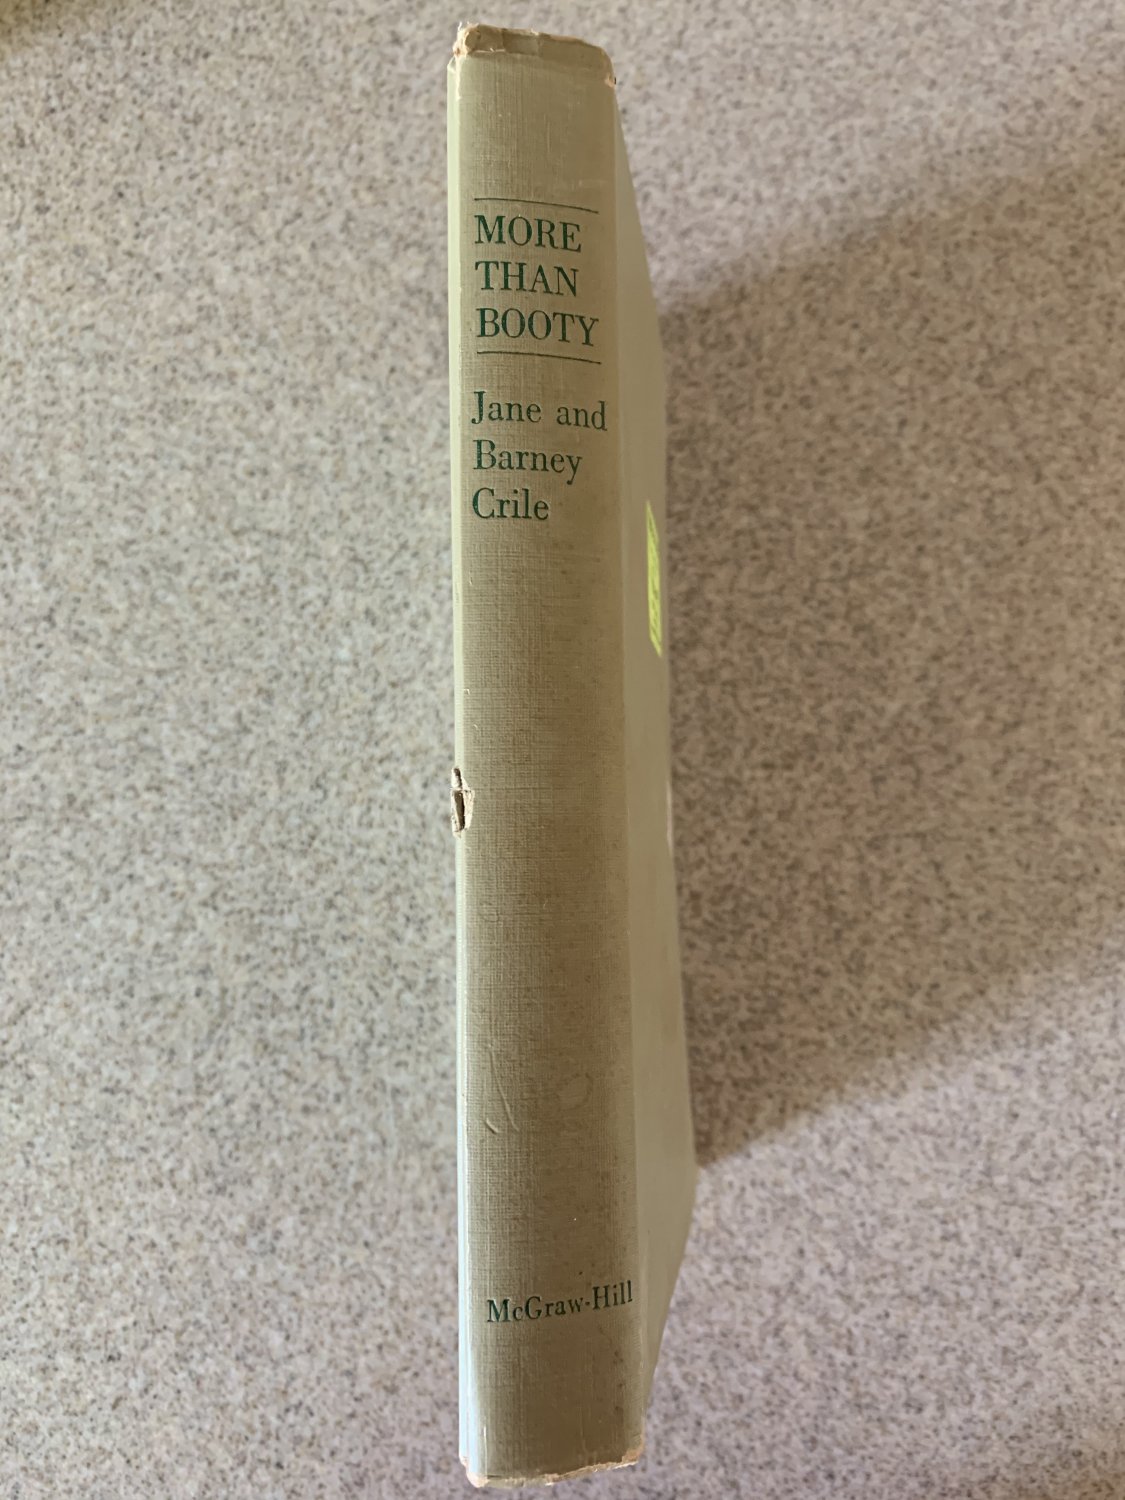 MORE
THAN
BOOTY
Jane and
Barney
Crile
McGraw-Hill